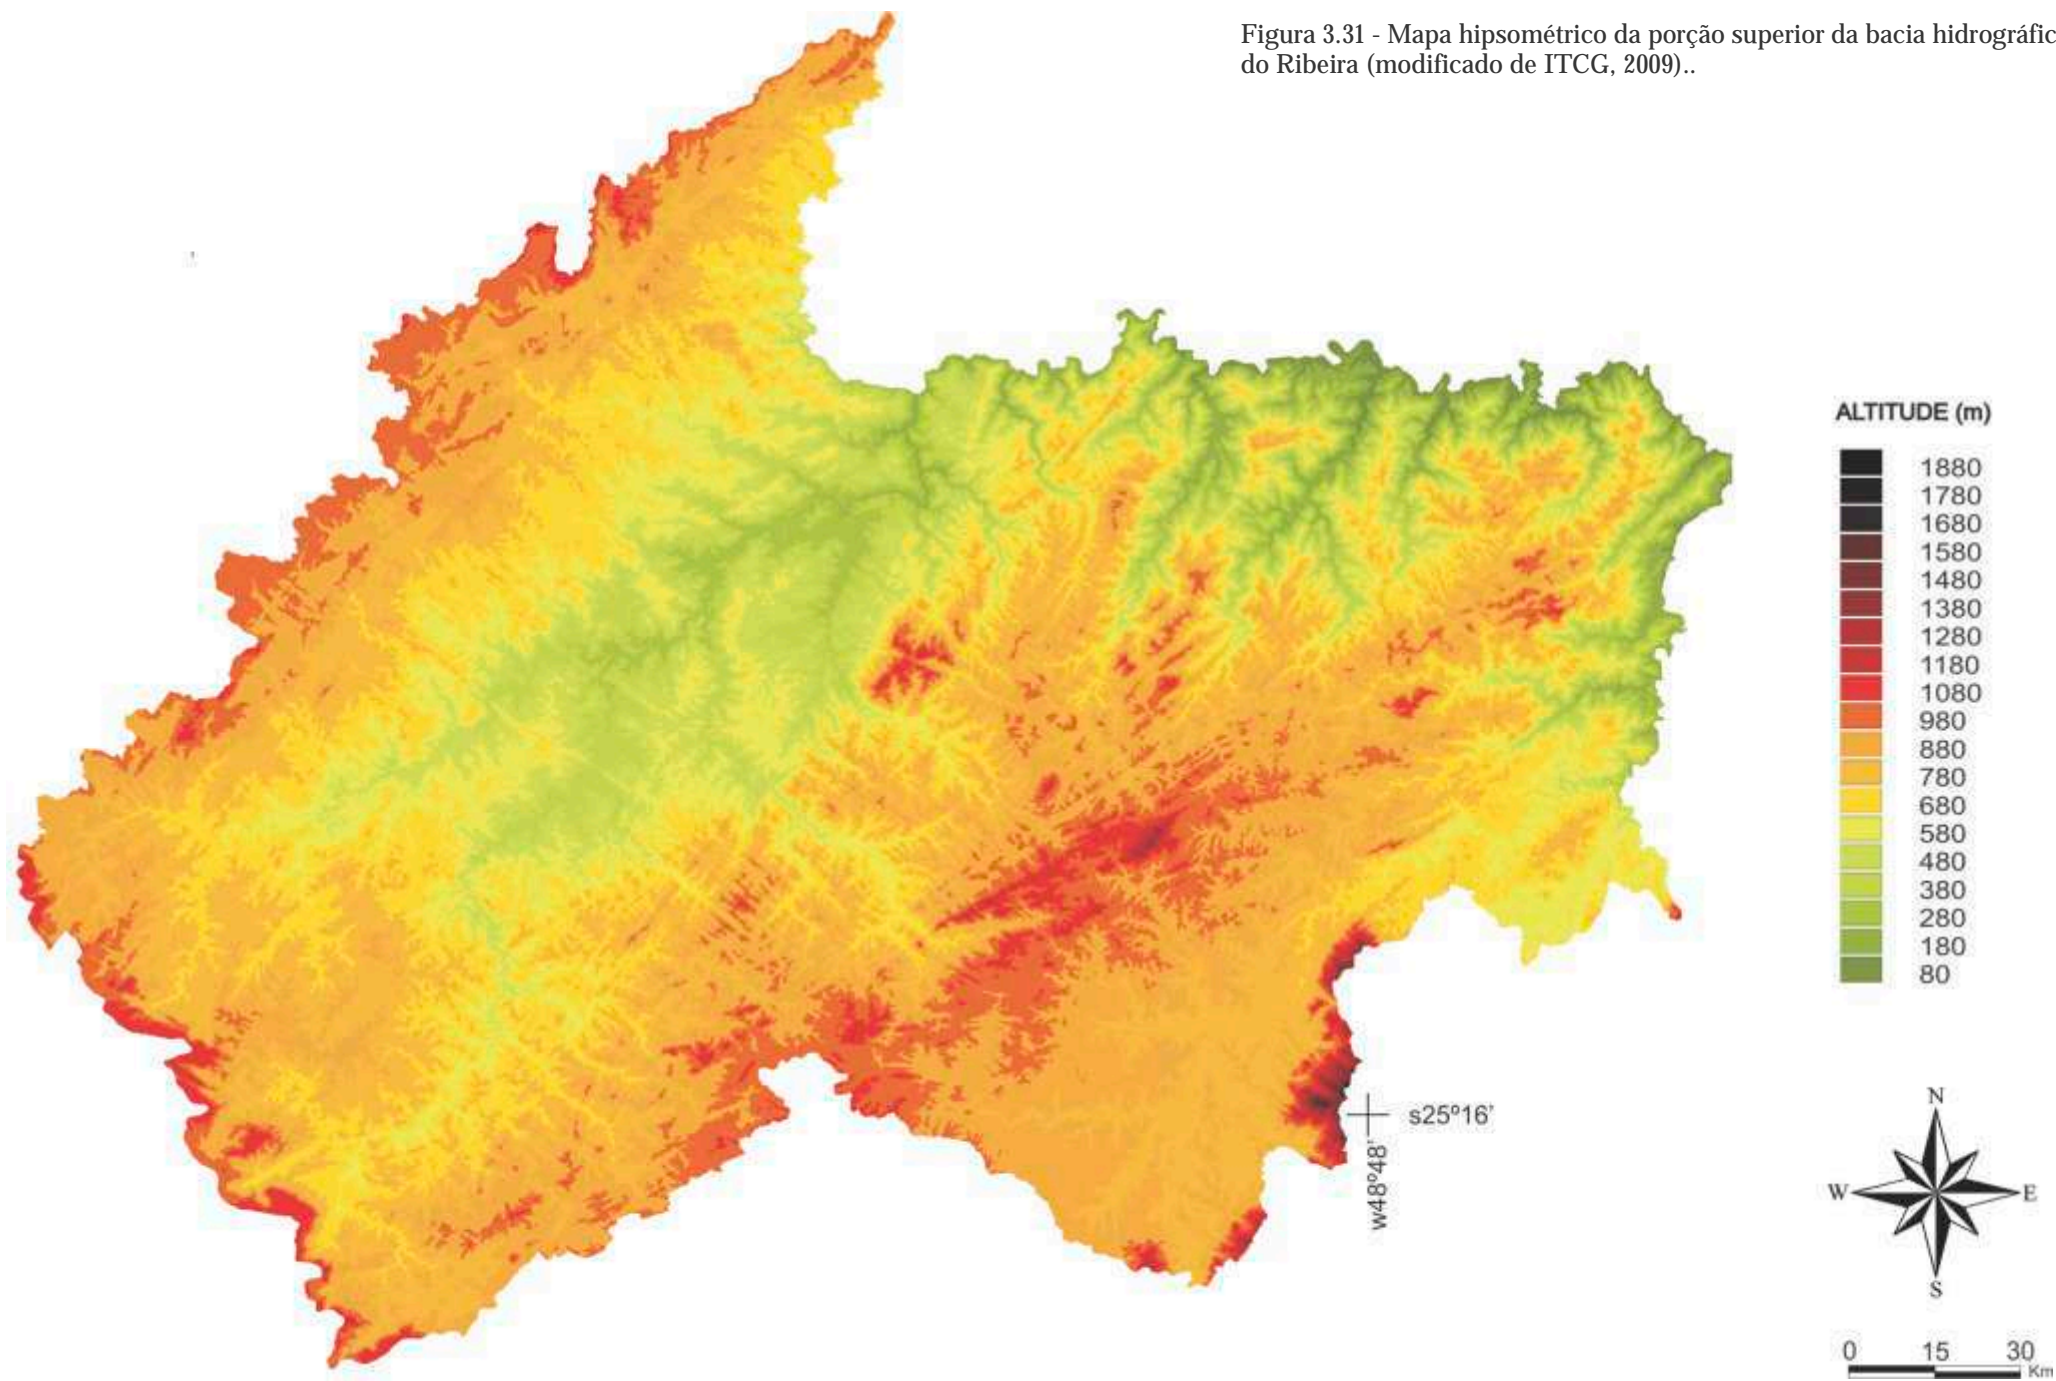 Figura 3.31 - Mapa hipsométrico da porção superior da bacia hidrográfic
do Ribeira (modificado de ITCG, 2009)..
ALTITUDE (m)
1880
1780
1680
1580
1480
1380
1280
1180
1080
980
880
780
680
580
480
380
280
180
80
s25º16'
w48º48'
N
W E
S
0 15 30
Km